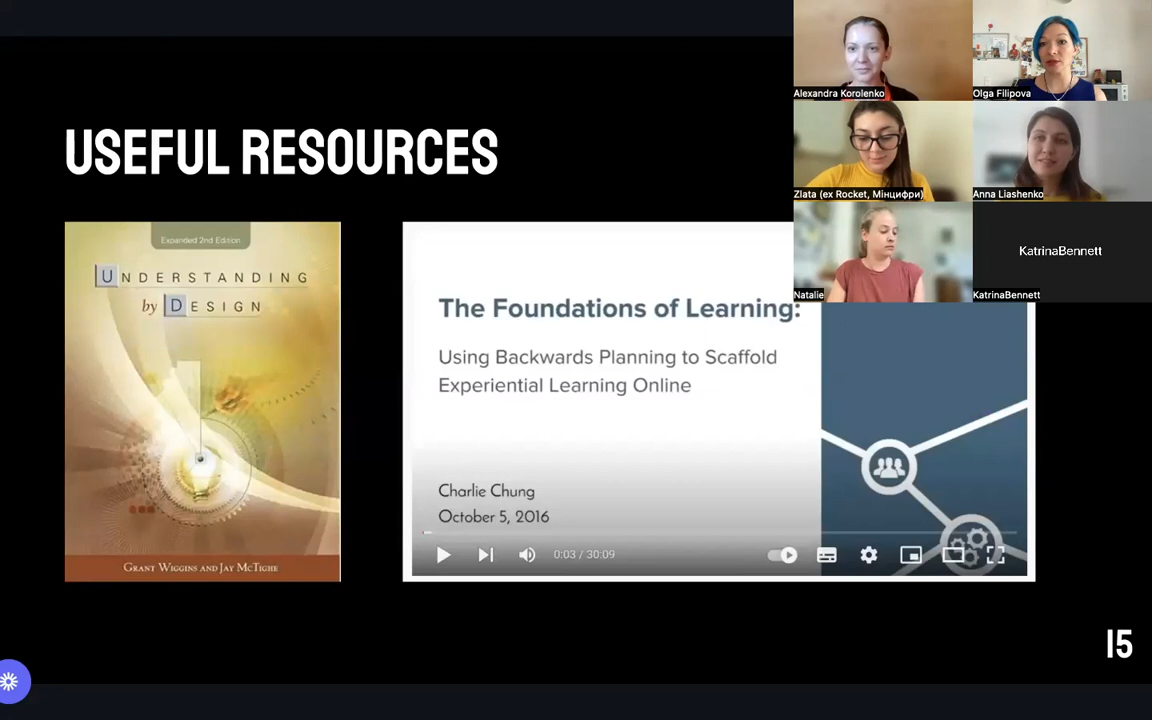 USEFUL RESOURCES
Expanded 2nd Edition
UNDERSTANDING
by DESIGN
GRANT WIGGINS AND JAY MCTIGHE
The Foundations of Learning:
Using Backwards Planning to Scaffold
Experiential Learning Online
Charlie Chung
October 5, 2016
0:03 / 30:09
Alexandra Korolenko
Olga Filipova
Zlata (ex Rocket, Мінцифри)
Anna Liashenko
Natalie
KatrinaBennett
KatrinaBennett
15